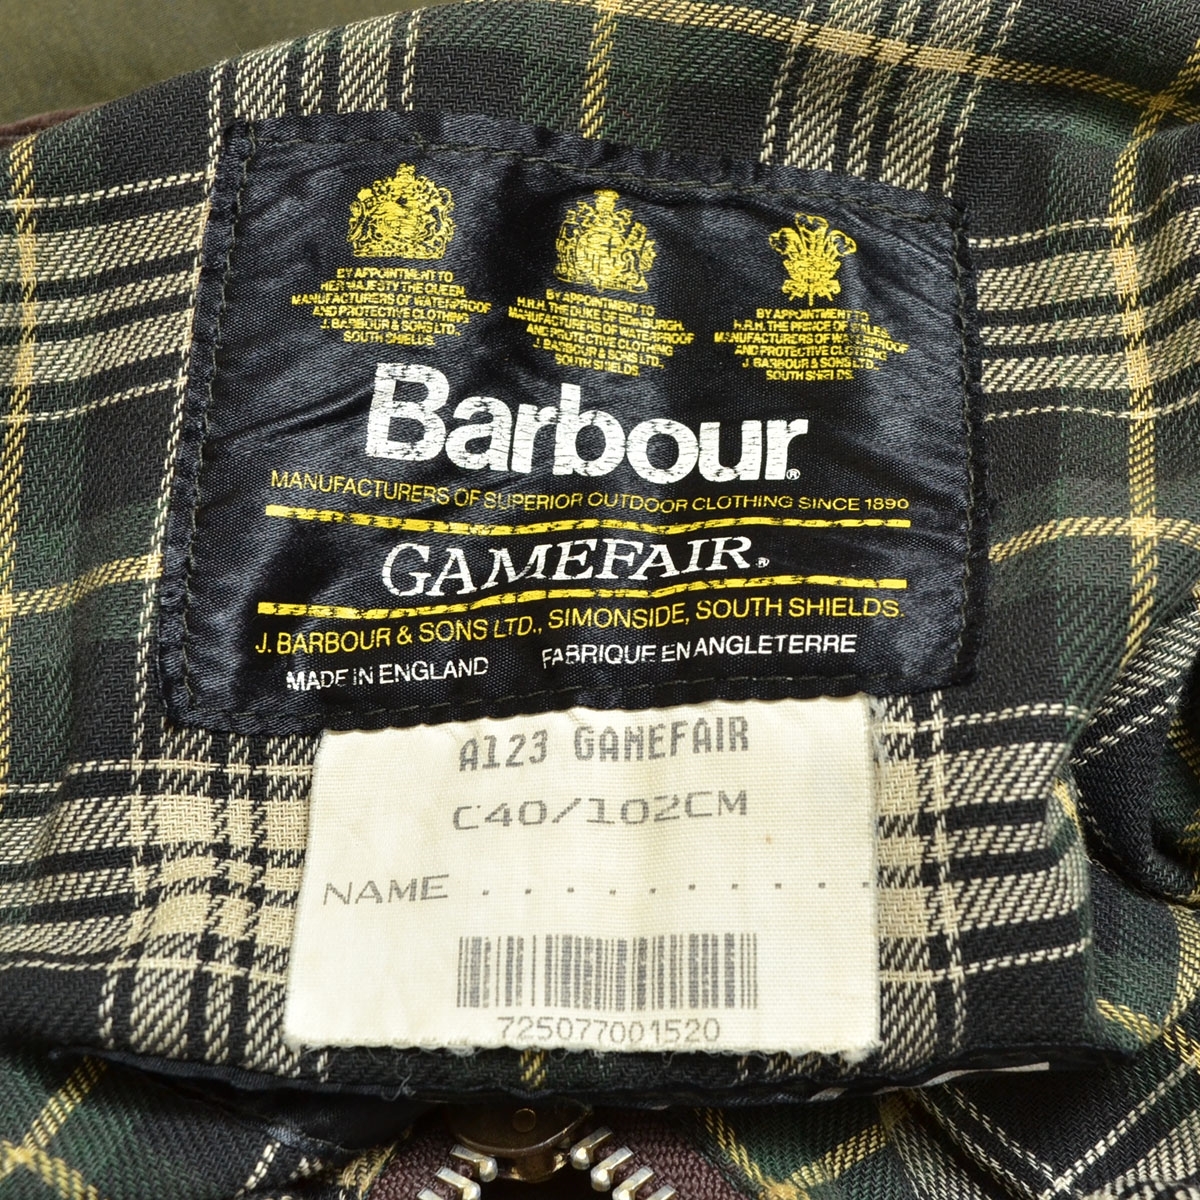 BY APPOINTMENT TO
HER MAJESTY THE QUEEN.
MANUFACTURERS OF WATERPROOF
AND PROTECTIVE CLOTHING
J. BARBOUR & SONS LTD.,
SOUTH SHIELDS.
BY APPOINTMENT TO
H.R.H. THE DUKE OF EDINBURGH.
MANUFACTURERS OF WATERPROOF
AND PROTECTIVE CLOTHING
J. BARBOUR & SONS LTD.,
SOUTH SHIELDS.
BY APPOINTMENT TO
H.R.H. THE PRINCE OF WALES.
MANUFACTURERS OF WATERPROOF
AND PROTECTIVE CLOTHING
J. BARBOUR & SONS LTD.,
SOUTH SHIELDS.
Barbour®
MANUFACTURERS OF SUPERIOR OUTDOOR CLOTHING SINCE 1890
GAMEFAIR®
J. BARBOUR & SONS LTD., SIMONSIDE, SOUTH SHIELDS.
MADE IN ENGLAND FABRIQUE EN ANGLETERRE
A123 GAMEFAIR
C40/102CM
NAME . . . . . . . . . .
725077001520